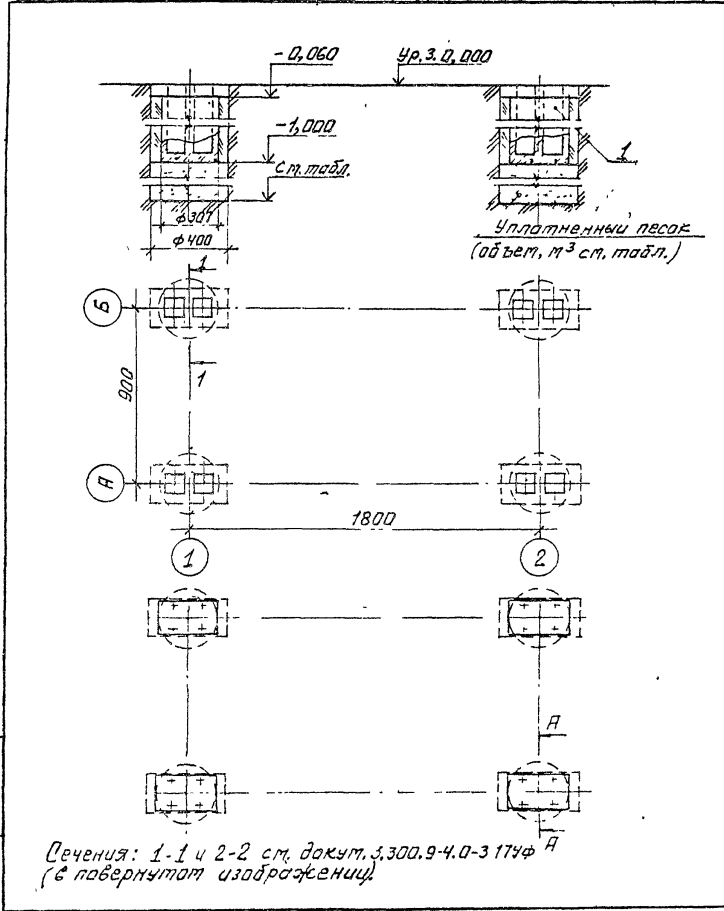 -0,060
Ур.з.0,000
-1,000
См.табл.
1
ф307
ф400
Уплотненный песок
(объем, м³ см. табл.)
1
Б
1
900
А
1800
1
2
А
А
Сечения: 1-1 и 2-2 см. докум. 3.300.9-4.0-3 17УФ
(в повернутом изображении)